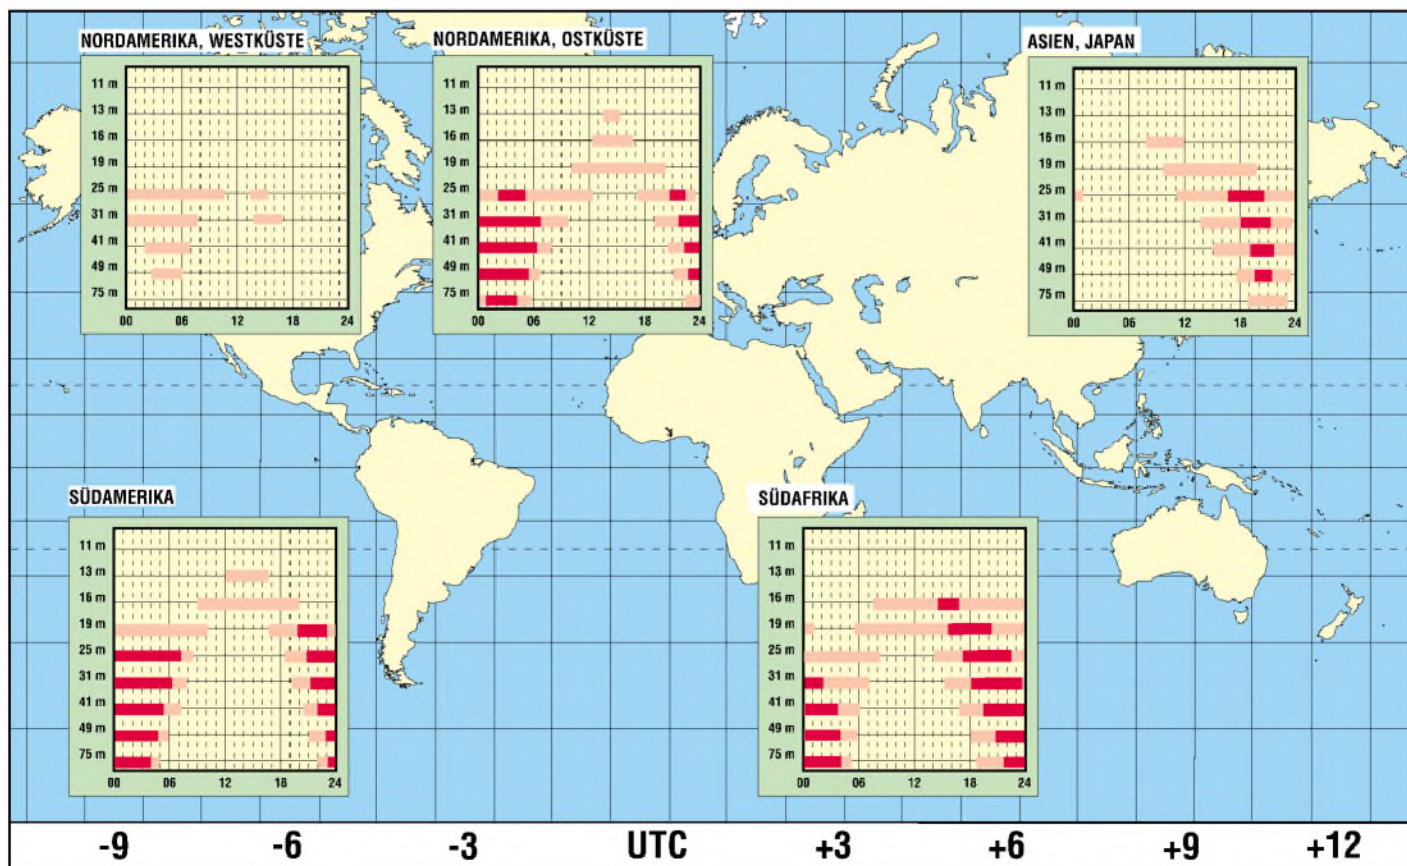 NORDAMERIKA, WESTKÜSTE
11 m
13 m
16 m
19 m
25 m
31 m
41 m
49 m
75 m
00 06 12 18 24
NORDAMERIKA, OSTKÜSTE
11 m
13 m
16 m
19 m
25 m
31 m
41 m
49 m
75 m
00 06 12 18 24
ASIEN, JAPAN
11 m
13 m
16 m
19 m
25 m
31 m
41 m
49 m
75 m
00 06 12 18 24
SÜDAMERIKA
11 m
13 m
16 m
19 m
25 m
31 m
41 m
49 m
75 m
00 06 12 18 24
SÜDAFRIKA
11 m
13 m
16 m
19 m
25 m
31 m
41 m
49 m
75 m
00 06 12 18 24
-9 -6 -3 UTC +3 +6 +9 +12